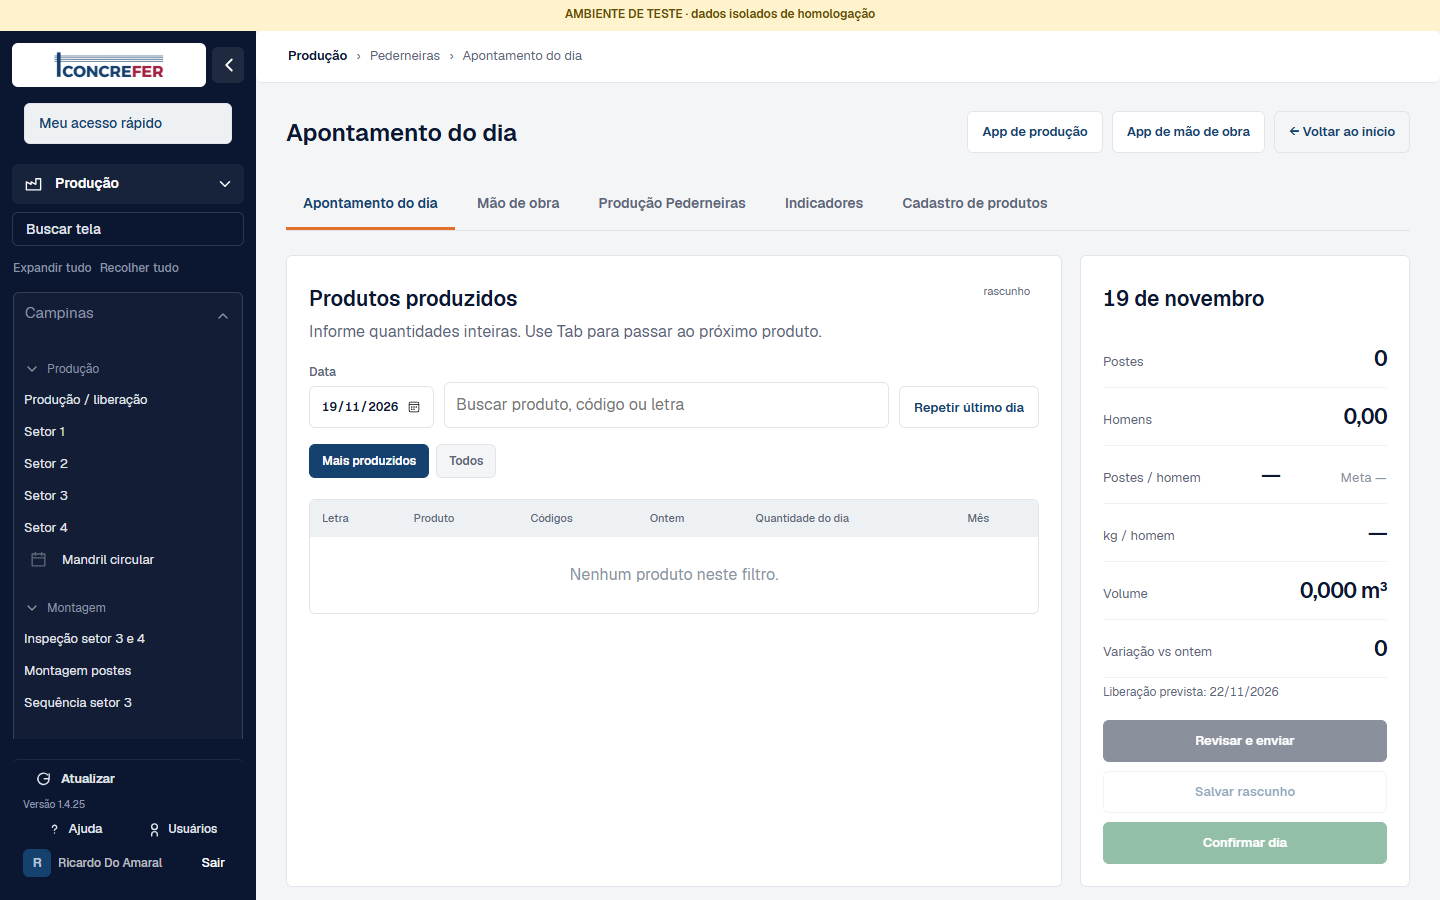 AMBIENTE DE TESTE · dados isolados de homologação
CONCREFER
Meu acesso rápido
Produção
Buscar tela
Expandir tudo Recolher tudo
Campinas
Produção
Produção / liberação
Setor 1
Setor 2
Setor 3
Setor 4
Mandril circular
Montagem
Inspeção setor 3 e 4
Montagem postes
Sequência setor 3
Atualizar
Versão 1.4.25
? Ajuda Usuários
R Ricardo Do Amaral Sair
Produção › Pederneiras › Apontamento do dia
Apontamento do dia
App de produção App de mão de obra ← Voltar ao início
Apontamento do dia Mão de obra Produção Pederneiras Indicadores Cadastro de produtos
Produtos produzidos rascunho
Informe quantidades inteiras. Use Tab para passar ao próximo produto.
Data
19/11/2026 Buscar produto, código ou letra Repetir último dia
Mais produzidos Todos
Letra Produto Códigos Ontem Quantidade do dia Mês
Nenhum produto neste filtro.
19 de novembro
Postes 0
Homens 0,00
Postes / homem — Meta —
kg / homem —
Volume 0,000 m³
Variação vs ontem 0
Liberação prevista: 22/11/2026
Revisar e enviar
Salvar rascunho
Confirmar dia